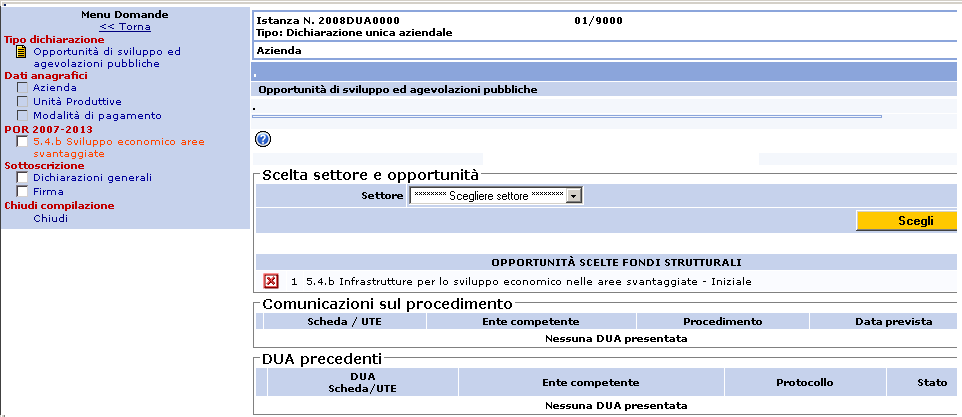 Menu Domande
<< Torna
Tipo dichiarazione
Opportunità di sviluppo ed
agevolazioni pubbliche
Dati anagrafici
Azienda
Unità Produttive
Modalità di pagamento
POR 2007-2013
5.4.b Sviluppo economico aree
svantaggiate
Sottoscrizione
Dichiarazioni generali
Firma
Chiudi compilazione
Chiudi
Istanza N. 2008DUA0000 01/9000
Tipo: Dichiarazione unica aziendale
Azienda
.
Opportunità di sviluppo ed agevolazioni pubbliche
.
?
Scelta settore e opportunità
Settore ******** Scegliere settore ********
Scegli
OPPORTUNITÀ SCELTE FONDI STRUTTURALI
1 5.4.b Infrastrutture per lo sviluppo economico nelle aree svantaggiate - Iniziale
Comunicazioni sul procedimento
Scheda / UTE Ente competente Procedimento Data prevista
Nessuna DUA presentata
DUA precedenti
DUA
Scheda/UTE Ente competente Protocollo Stato
Nessuna DUA presentata